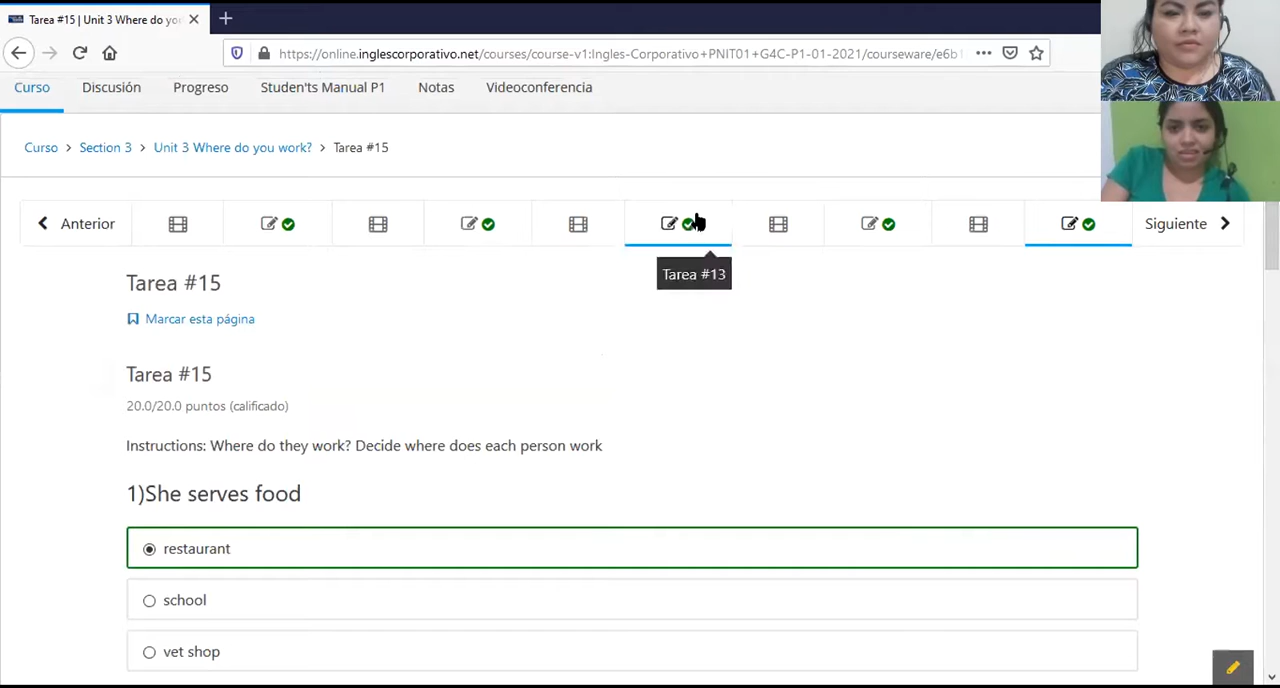 Tarea #15 | Unit 3 Where do you
https://online.inglescorporativo.net/courses/course-v1:Ingles-Corporativo+PNIT01+G4C-P1-01-2021/courseware/e6b
Curso Discusión Progreso Studen'ts Manual P1 Notas Videoconferencia
Curso > Section 3 > Unit 3 Where do you work? > Tarea #15
Anterior Siguiente
Tarea #13
Tarea #15
Marcar esta página
Tarea #15
20.0/20.0 puntos (calificado)
Instructions: Where do they work? Decide where does each person work
1)She serves food
restaurant
school
vet shop